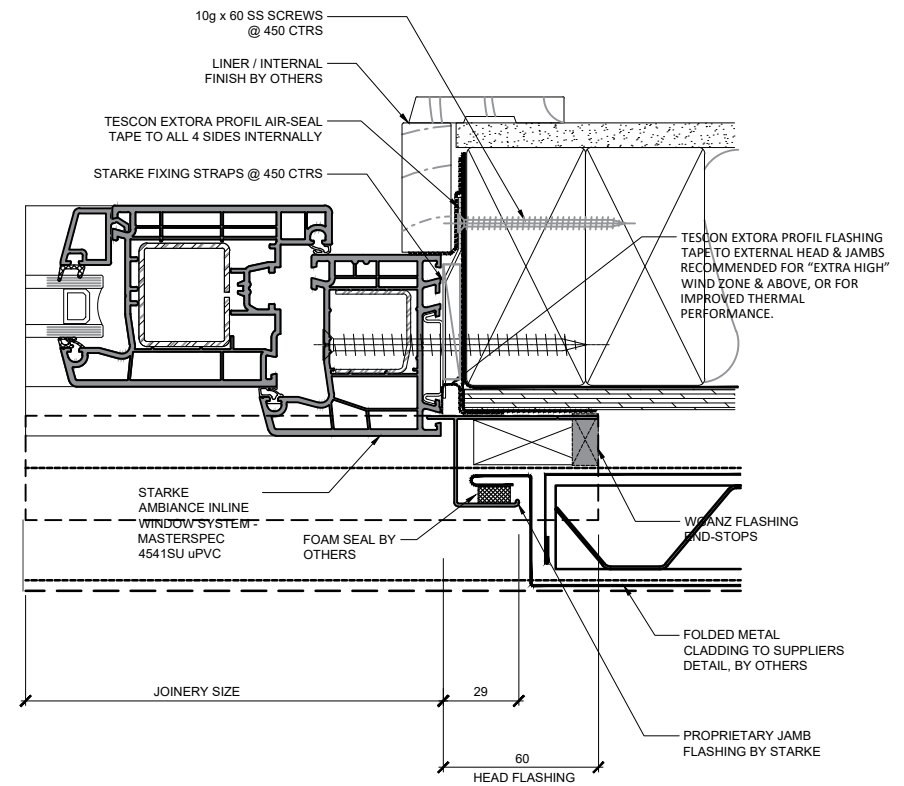 10g x 60 SS SCREWS
@ 450 CTRS
LINER / INTERNAL
FINISH BY OTHERS
TESCON EXTORA PROFIL AIR-SEAL
TAPE TO ALL 4 SIDES INTERNALLY
STARKE FIXING STRAPS @ 450 CTRS
TESCON EXTORA PROFIL FLASHING
TAPE TO EXTERNAL HEAD & JAMBS
RECOMMENDED FOR “EXTRA HIGH”
WIND ZONE & ABOVE, OR FOR
IMPROVED THERMAL
PERFORMANCE.
STARKE
AMBIANCE INLINE
WINDOW SYSTEM -
MASTERSPEC
4541SU uPVC
FOAM SEAL BY
OTHERS
WGANZ FLASHING
END-STOPS
FOLDED METAL
CLADDING TO SUPPLIERS
DETAIL, BY OTHERS
JOINERY SIZE
29
PROPRIETARY JAMB
FLASHING BY STARKE
60
HEAD FLASHING